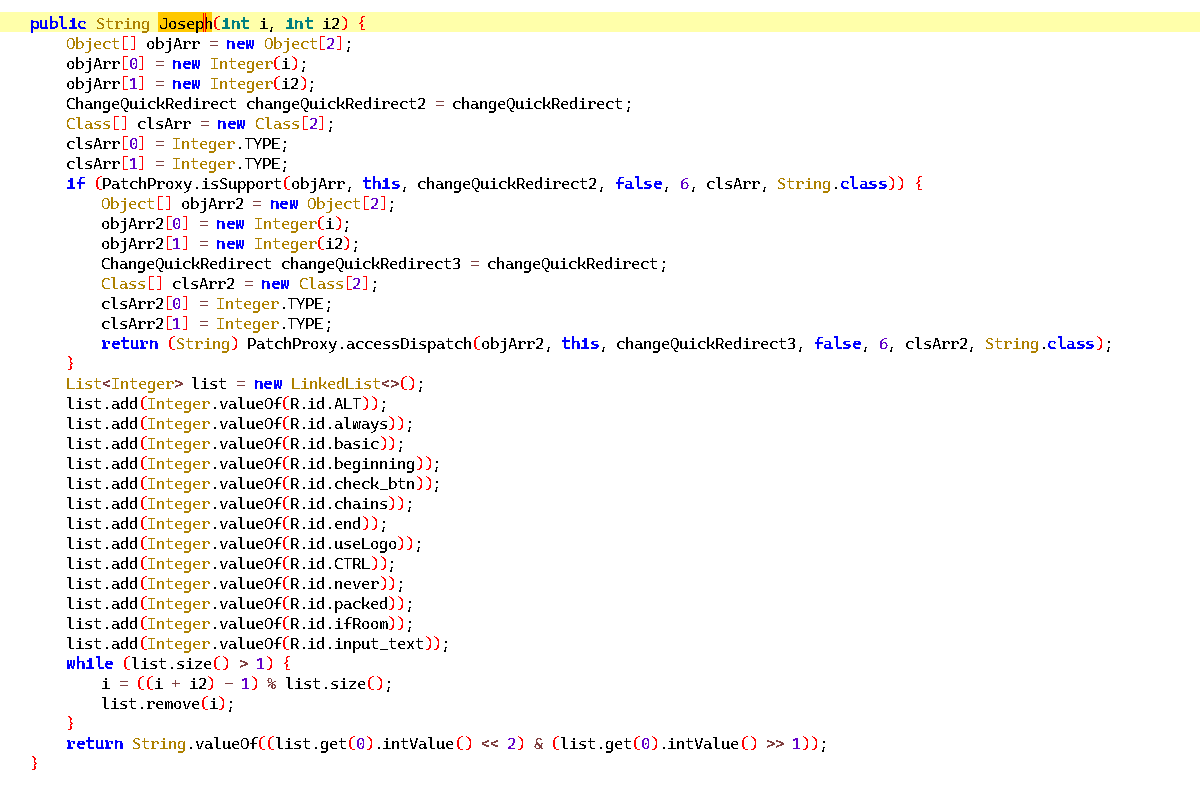 public String Joseph(int i, int i2) {
Object[] objArr = new Object[2];
objArr[0] = new Integer(i);
objArr[1] = new Integer(i2);
ChangeQuickRedirect changeQuickRedirect2 = changeQuickRedirect;
Class[] clsArr = new Class[2];
clsArr[0] = Integer.TYPE;
clsArr[1] = Integer.TYPE;
if (PatchProxy.isSupport(objArr, this, changeQuickRedirect2, false, 6, clsArr, String.class)) {
Object[] objArr2 = new Object[2];
objArr2[0] = new Integer(i);
objArr2[1] = new Integer(i2);
ChangeQuickRedirect changeQuickRedirect3 = changeQuickRedirect;
Class[] clsArr2 = new Class[2];
clsArr2[0] = Integer.TYPE;
clsArr2[1] = Integer.TYPE;
return (String) PatchProxy.accessDispatch(objArr2, this, changeQuickRedirect3, false, 6, clsArr2, String.class);
}
List<Integer> list = new LinkedList<>();
list.add(Integer.valueOf(R.id.ALT));
list.add(Integer.valueOf(R.id.always));
list.add(Integer.valueOf(R.id.basic));
list.add(Integer.valueOf(R.id.beginning));
list.add(Integer.valueOf(R.id.check_btn));
list.add(Integer.valueOf(R.id.chains));
list.add(Integer.valueOf(R.id.end));
list.add(Integer.valueOf(R.id.useLogo));
list.add(Integer.valueOf(R.id.CTRL));
list.add(Integer.valueOf(R.id.never));
list.add(Integer.valueOf(R.id.packed));
list.add(Integer.valueOf(R.id.ifRoom));
list.add(Integer.valueOf(R.id.input_text));
while (list.size() > 1) {
i = ((i + i2) - 1) % list.size();
list.remove(i);
}
return String.valueOf((list.get(0).intValue() << 2) & (list.get(0).intValue() >> 1));
}